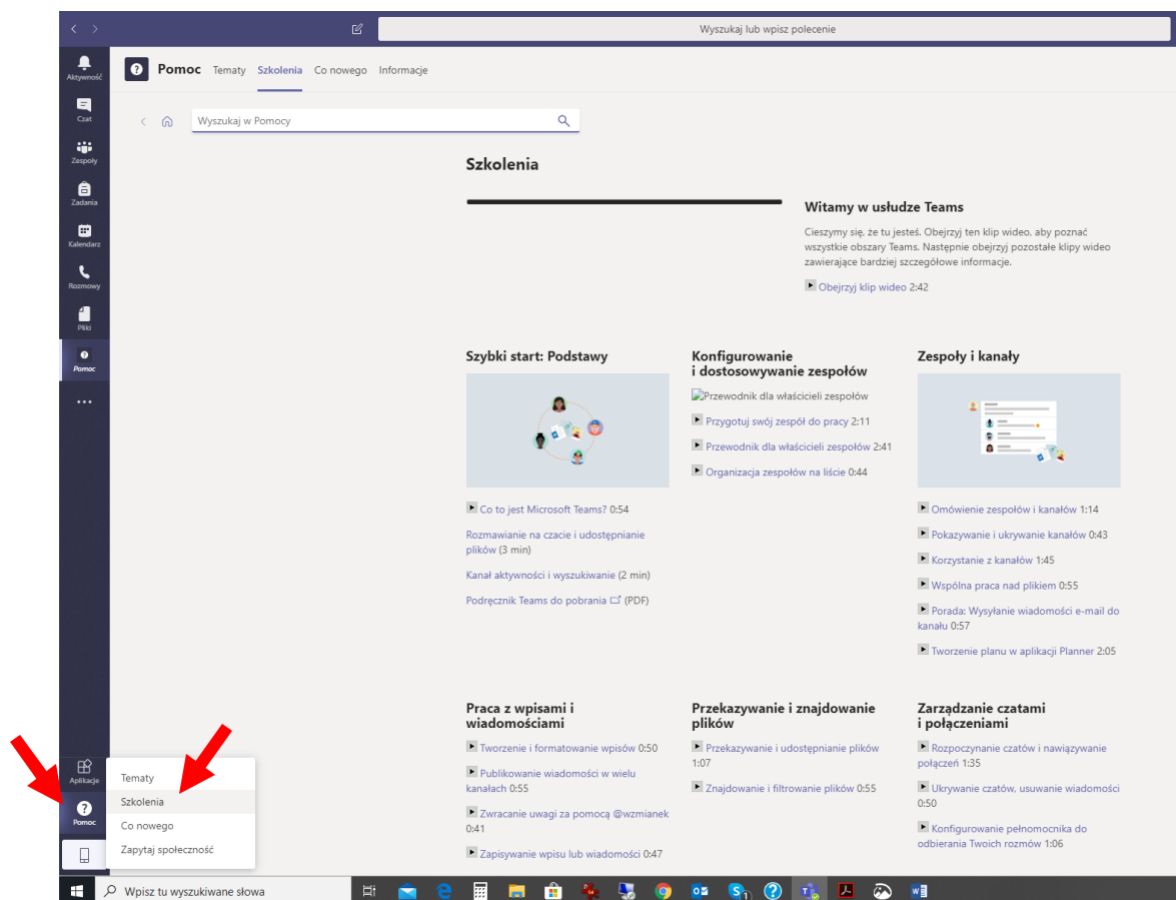 Wyszukaj lub wpisz polecenie
Aktywność
Czat
Zespoły
Zadania
Kalendarz
Rozmowy
Pliki
Pomoc
Aplikacje
Pomoc
Pomoc Tematy Szkolenia Co nowego Informacje
Wyszukaj w Pomocy
Szkolenia
Witamy w usłudze Teams
Cieszymy się, że tu jesteś. Obejrzyj ten klip wideo, aby poznać
wszystkie obszary Teams. Następnie obejrzyj pozostałe klipy wideo
zawierające bardziej szczegółowe informacje.
Obejrzyj klip wideo 2:42
Szybki start: Podstawy
Co to jest Microsoft Teams? 0:54
Rozmawianie na czacie i udostępnianie
plików (3 min)
Kanał aktywności i wyszukiwanie (2 min)
Podręcznik Teams do pobrania (PDF)
Konfigurowanie
i dostosowywanie zespołów
Przewodnik dla właścicieli zespołów
Przygotuj swój zespół do pracy 2:11
Przewodnik dla właścicieli zespołów 2:41
Organizacja zespołów na liście 0:44
Zespoły i kanały
Omówienie zespołów i kanałów 1:14
Pokazywanie i ukrywanie kanałów 0:43
Korzystanie z kanałów 1:45
Wspólna praca nad plikiem 0:55
Porada: Wysyłanie wiadomości e-mail do
kanału 0:57
Tworzenie planu w aplikacji Planner 2:05
Praca z wpisami i
wiadomościami
Tworzenie i formatowanie wpisów 0:50
Publikowanie wiadomości w wielu
kanałach 0:55
Zwracanie uwagi za pomocą @wzmianek
0:41
Zapisywanie wpisu lub wiadomości 0:47
Przekazywanie i znajdowanie
plików
Przekazywanie i udostępnianie plików
1:07
Znajdowanie i filtrowanie plików 0:55
Zarządzanie czatami
i połączeniami
Rozpoczynanie czatów i nawiązywanie
połączeń 1:35
Ukrywanie czatów, usuwanie wiadomości
0:50
Konfigurowanie pełnomocnika do
odbierania Twoich rozmów 1:06
Tematy
Szkolenia
Co nowego
Zapytaj społeczność
Wpisz tu wyszukiwane słowa